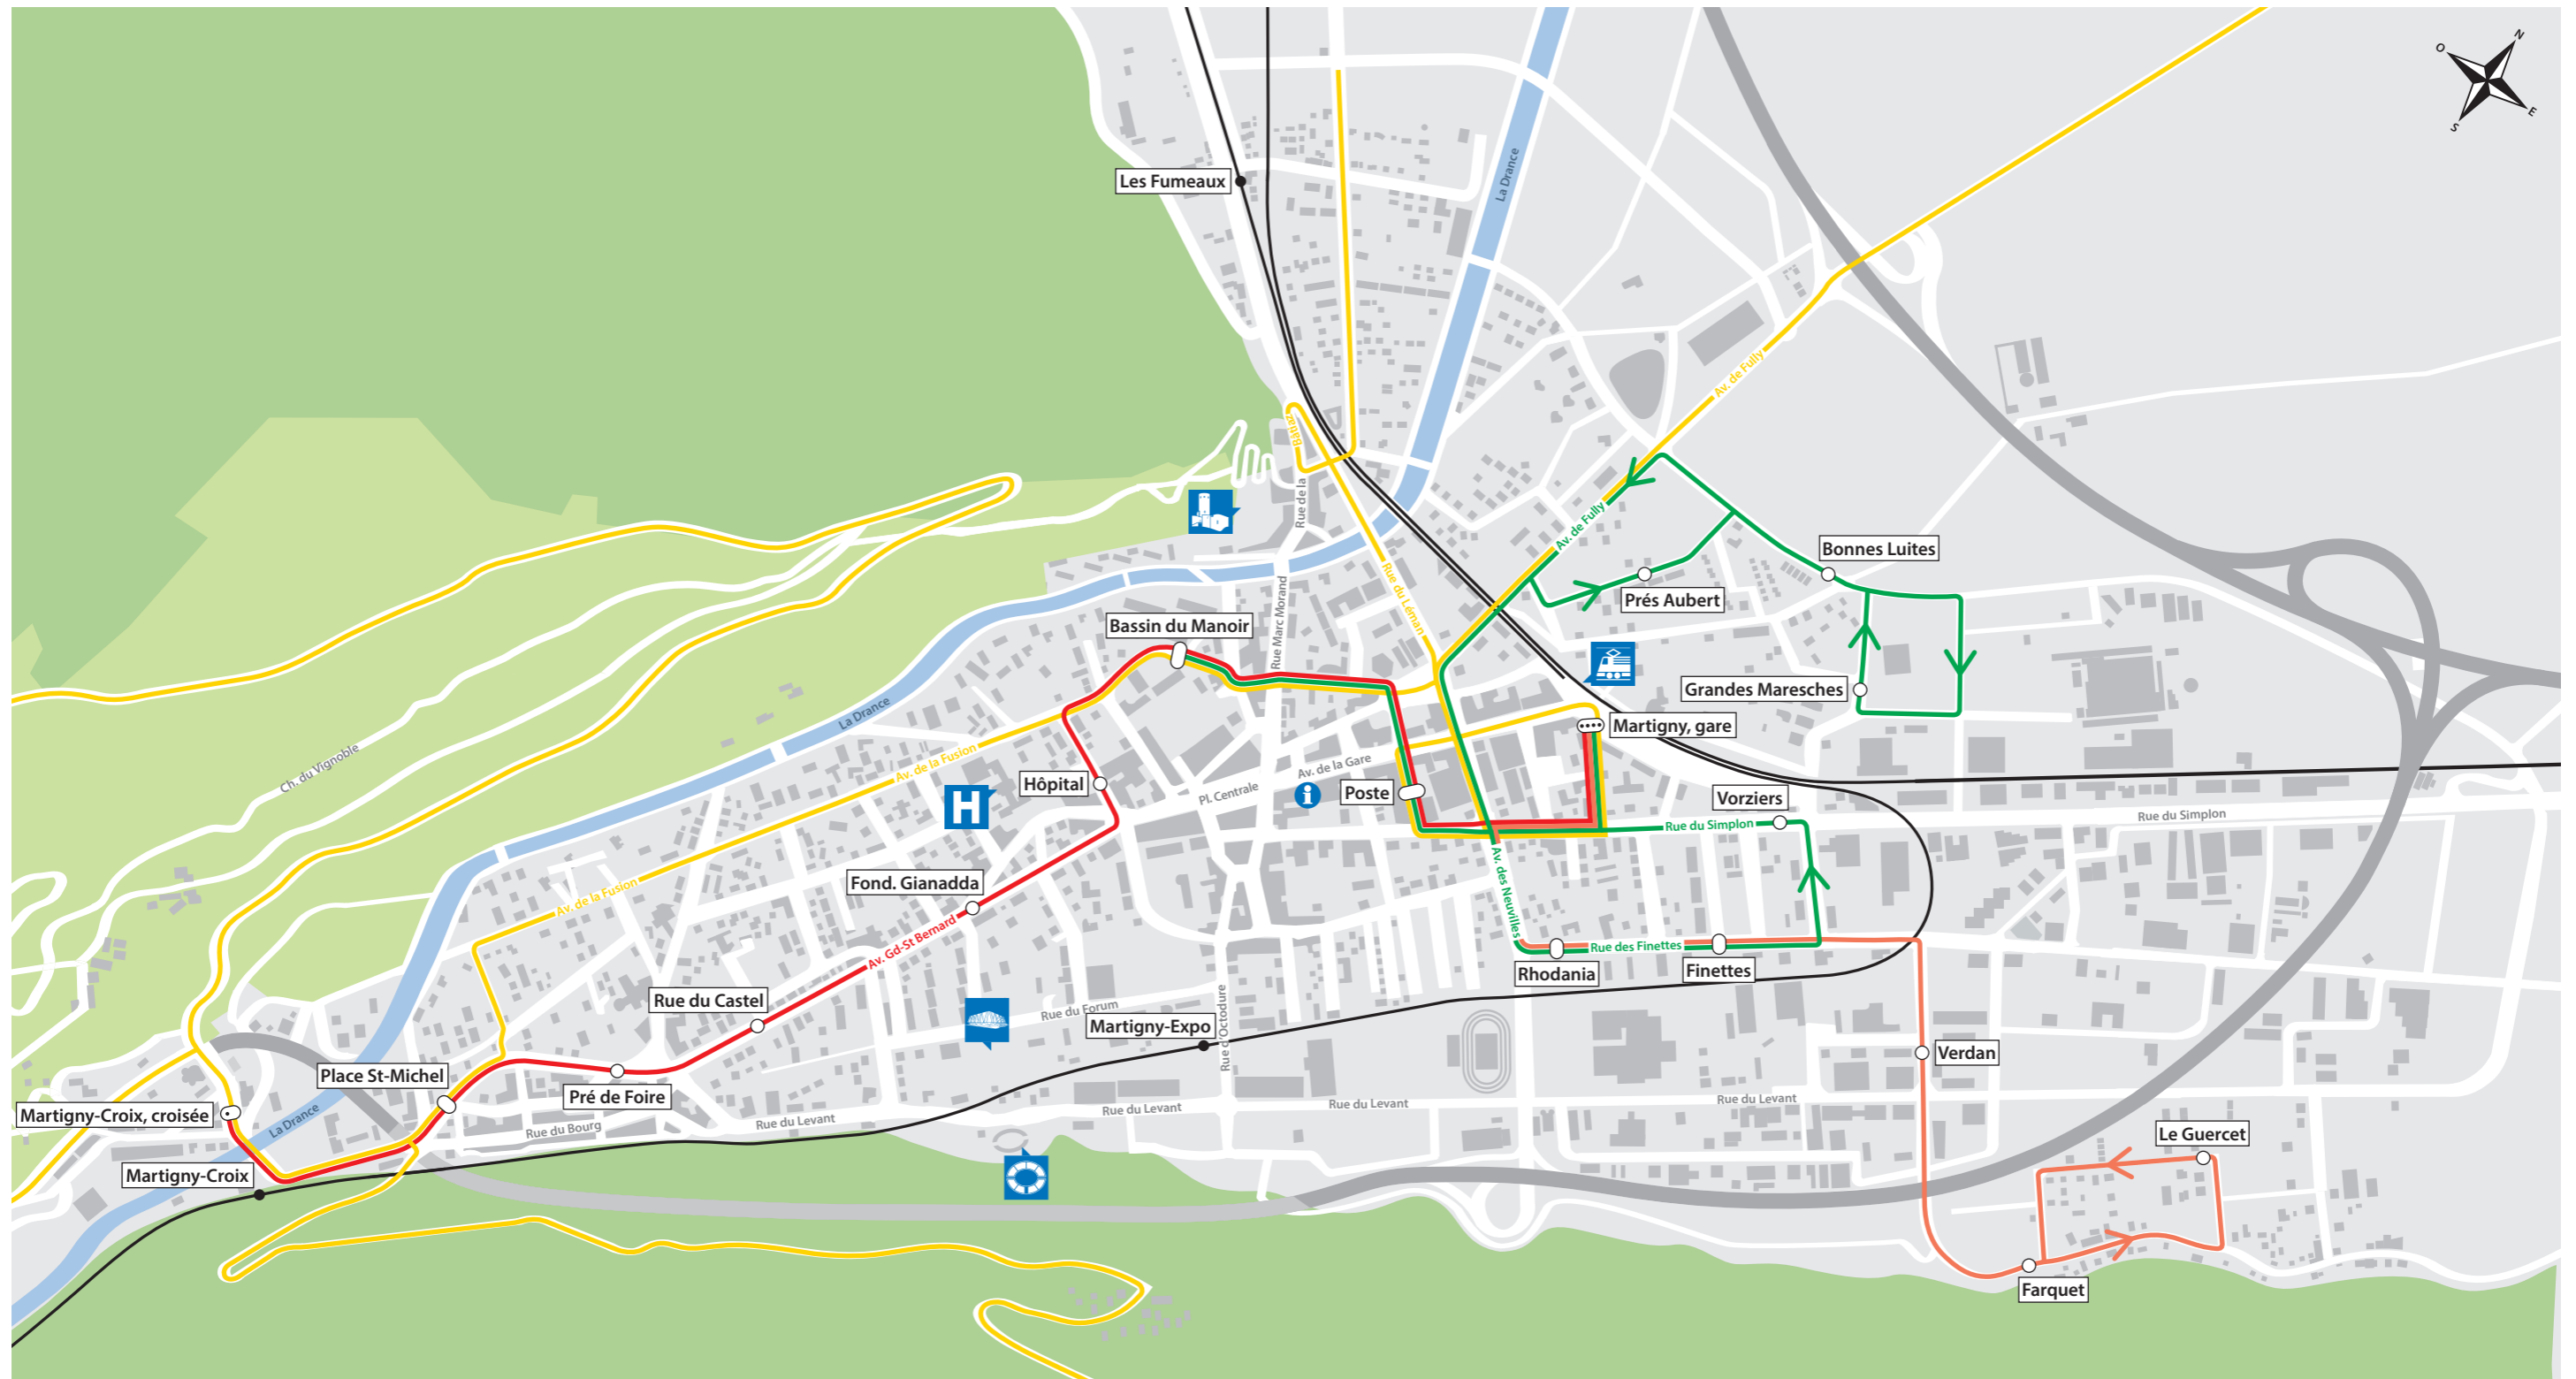 N
O
E
S
Les Fumeaux
La Drance
Av. de Fully
Bâtiaz
Rue de la
Av. de Fully
Bonnes Luites
Rue du Léman
Prés Aubert
Rue Marc Morand
Bassin du Manoir
Grandes Maresches
La Drance
Martigny, gare
Av. de la Fusion
Ch. du Vignoble
Av. de la Gare
Hôpital
H
Pl. Centrale
i
Poste
Vorziers
Rue du Simplon
Rue du Simplon
Fond. Gianadda
Av. de la Fusion
Av. des Neuvilles
Av. Gd-St Bernard
Rue des Finettes
Rhodania
Finettes
Rue du Castel
Rue du Forum
Martigny-Expo
Rue d'Octodure
Verdan
Place St-Michel
Pré de Foire
Martigny-Croix, croisée
La Drance
Rue du Bourg
Rue du Levant
Rue du Levant
Rue du Levant
Rue du Levant
Le Guercet
Martigny-Croix
Farquet